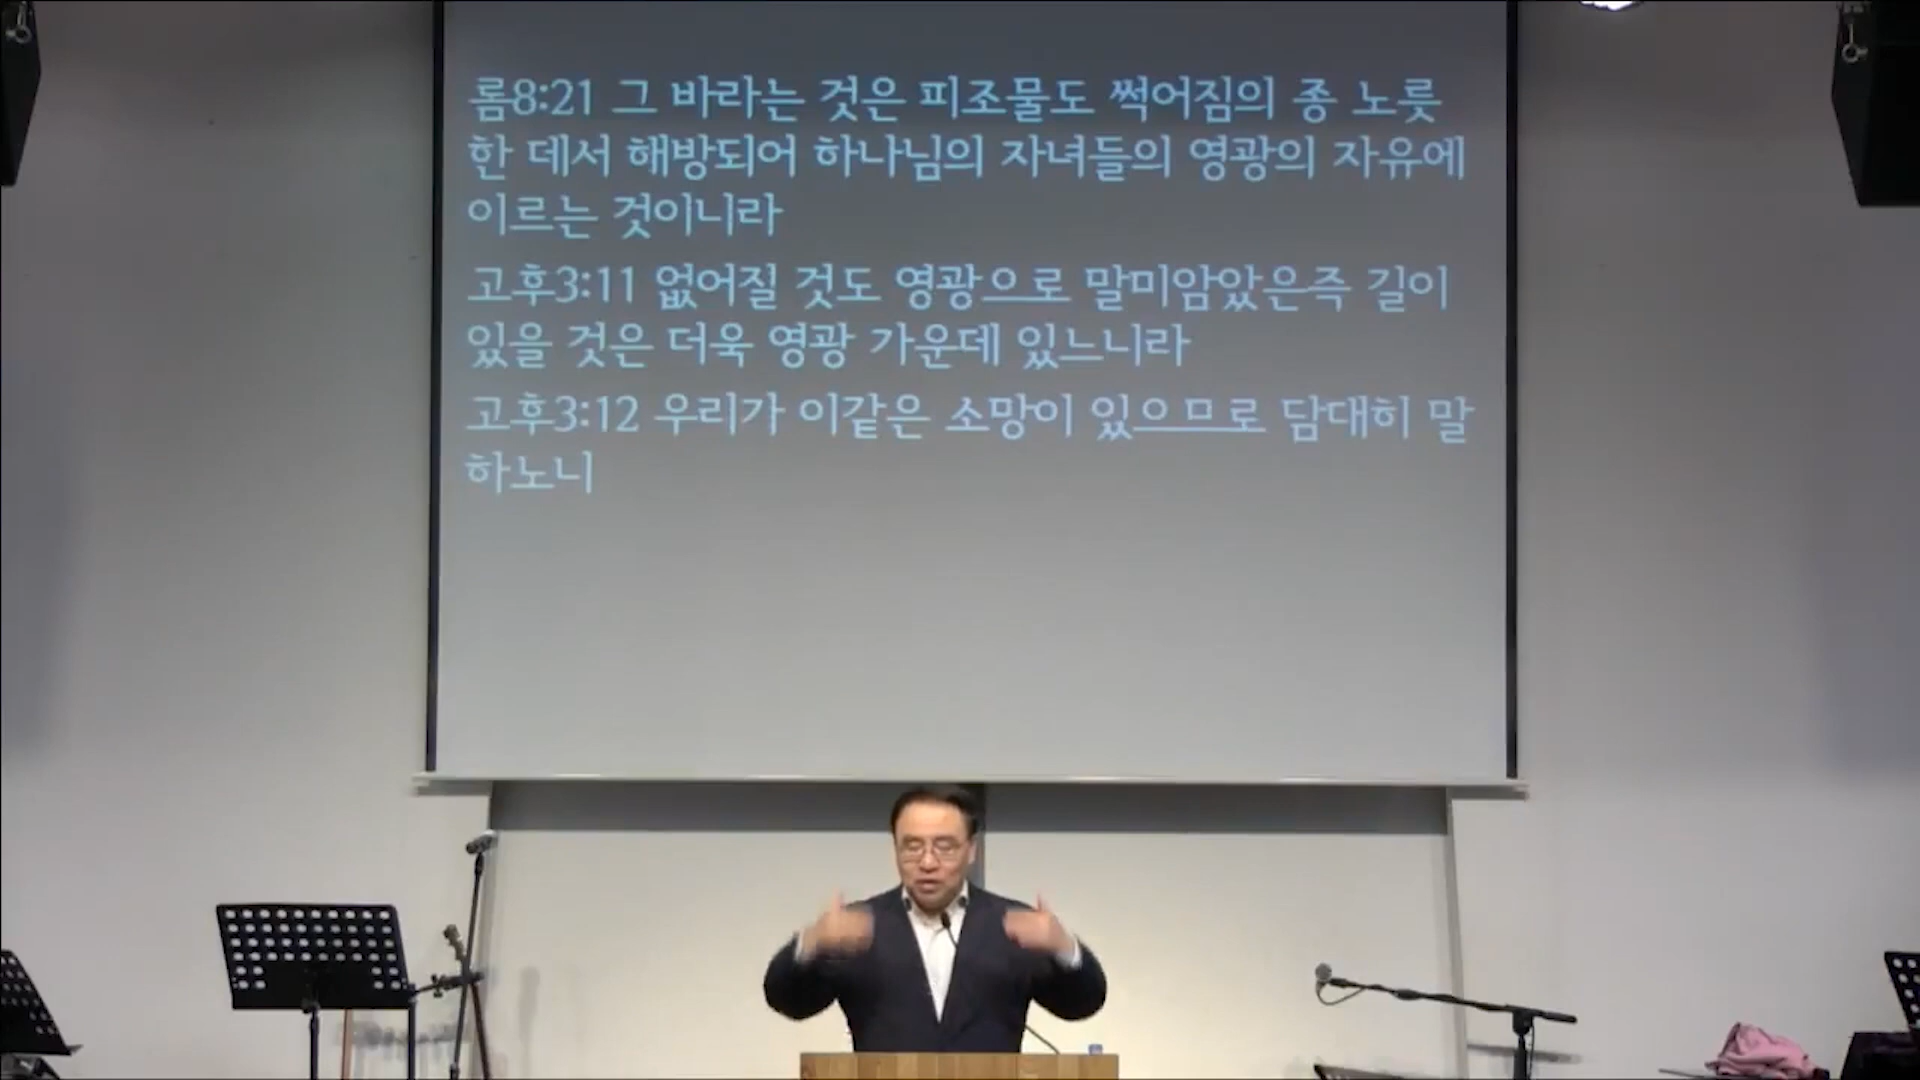 롬8:21 그 바라는 것은 피조물도 썩어짐의 종 노릇
한 데서 해방되어 하나님의 자녀들의 영광의 자유에
이르는 것이니라
고후3:11 없어질 것도 영광으로 말미암았은즉 길이
있을 것은 더욱 영광 가운데 있느니라
고후3:12 우리가 이같은 소망이 있으므로 담대히 말
하노니